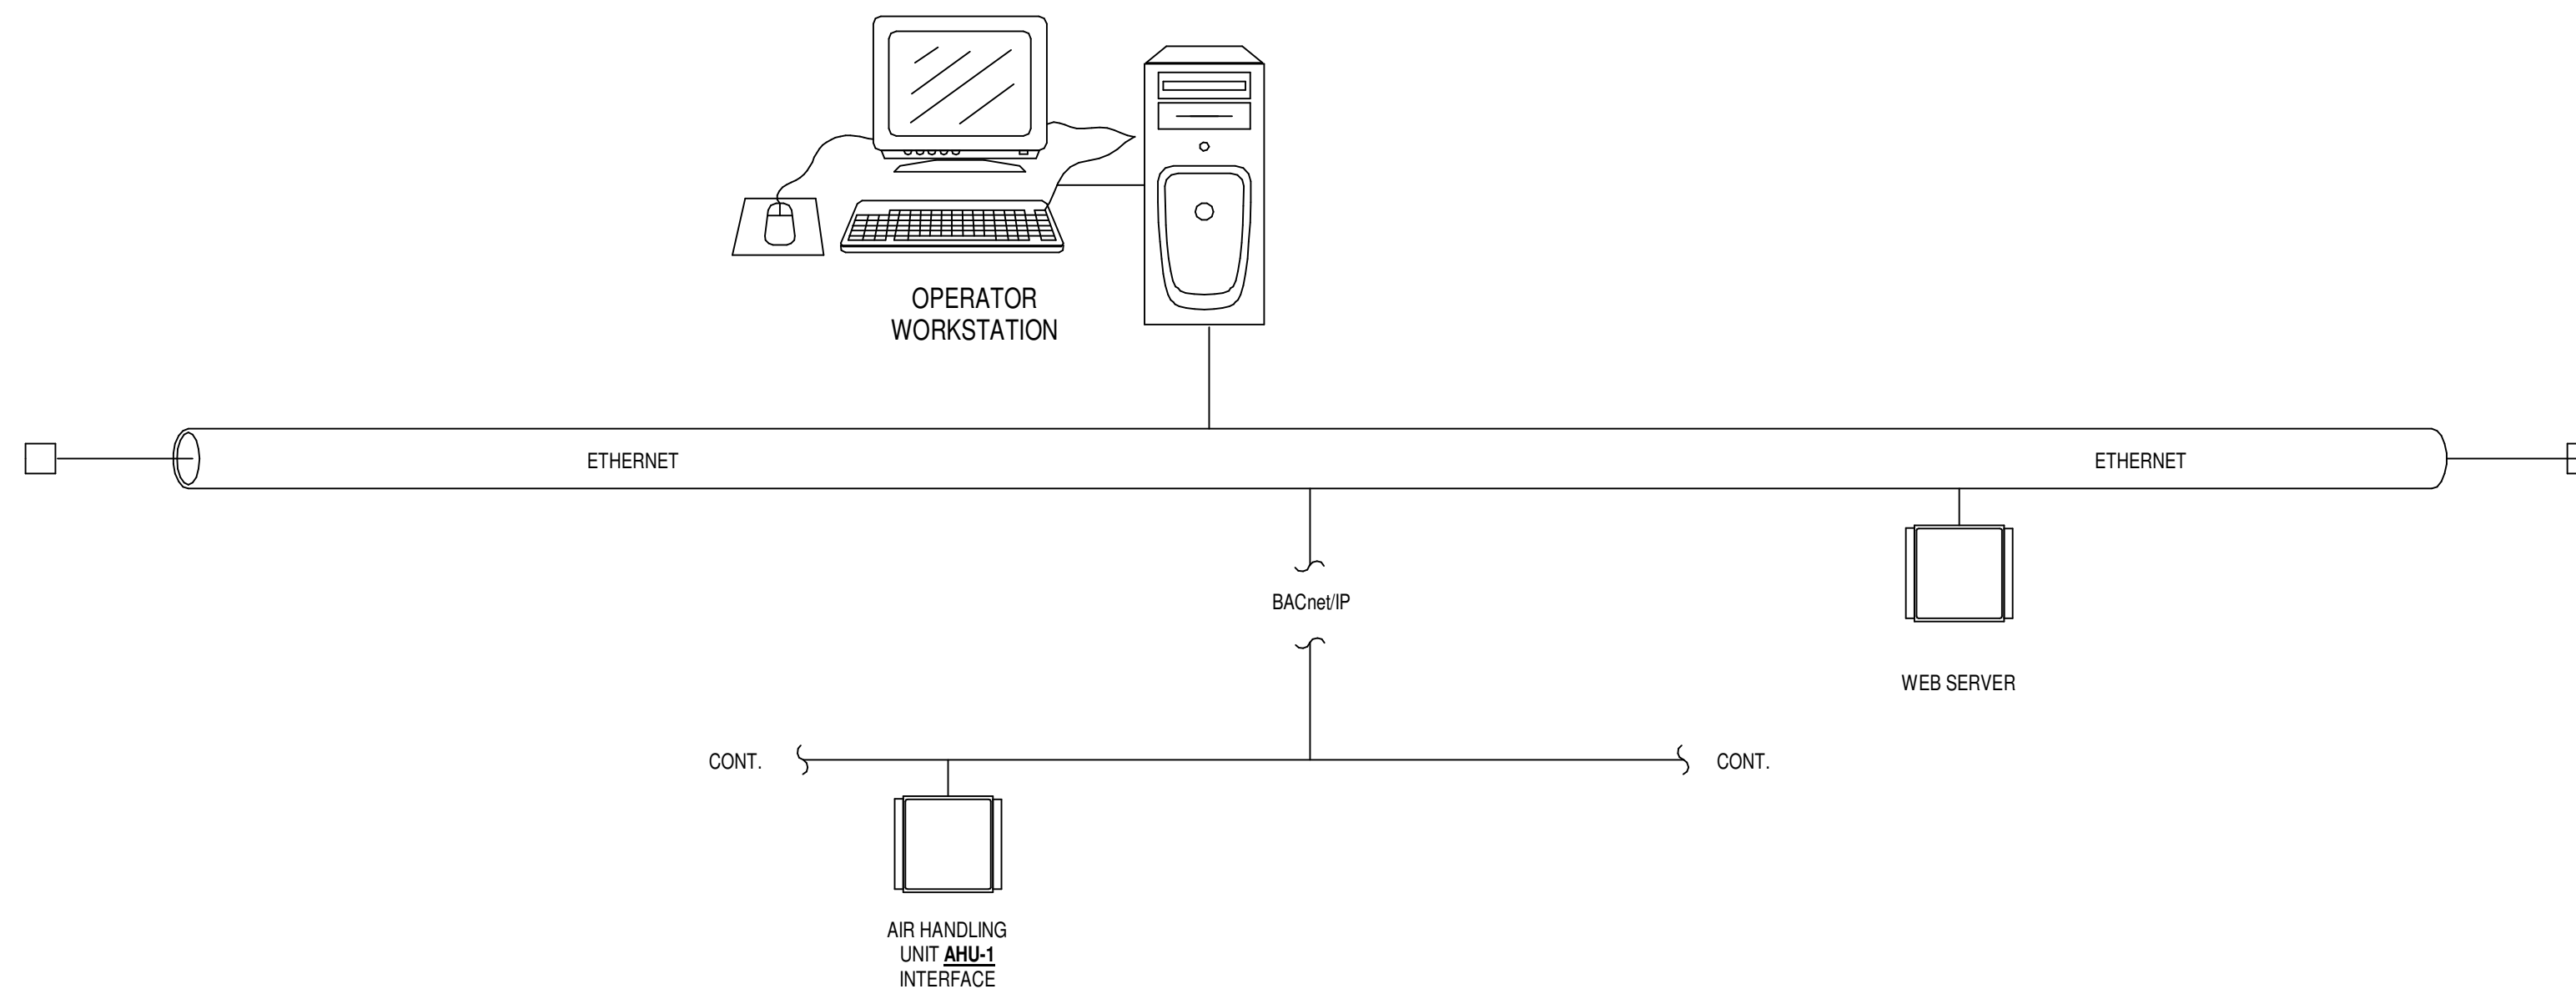 OPERATOR
WORKSTATION
ETHERNET
ETHERNET
BACnet/IP
WEB SERVER
CONT.
CONT.
AIR HANDLING
UNIT AHU-1
INTERFACE